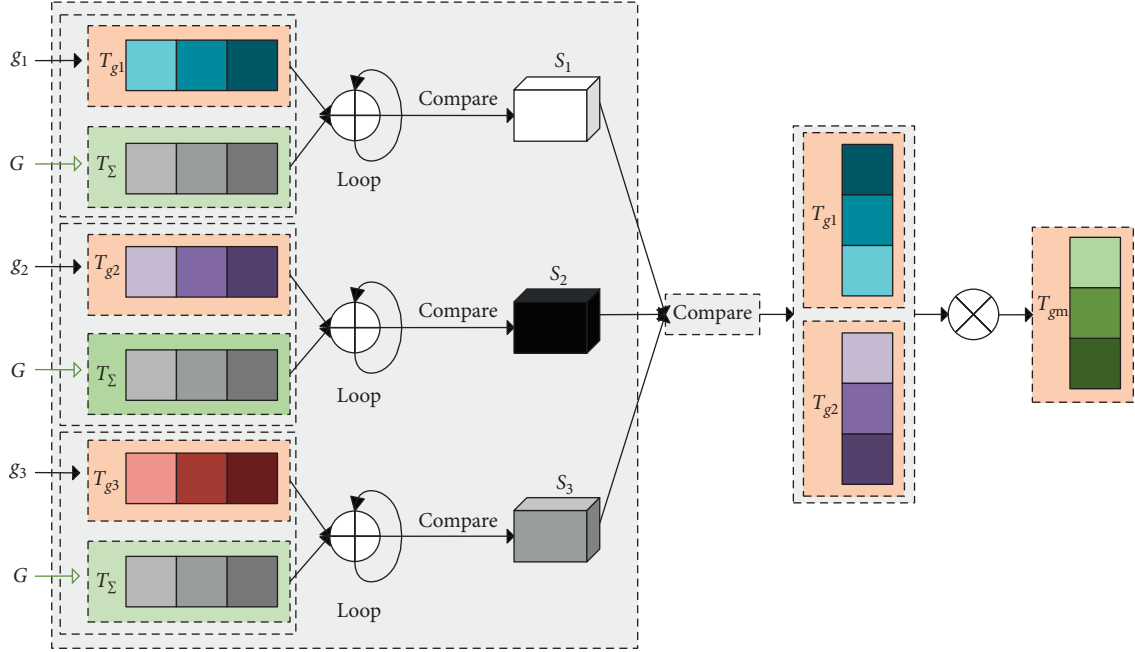 g1
Tg1
G
TΣ
Loop
Compare
S1
g2
Tg2
G
TΣ
Loop
Compare
S2
g3
Tg3
G
TΣ
Loop
Compare
S3
Compare
Tg1
Tg2
Tgm